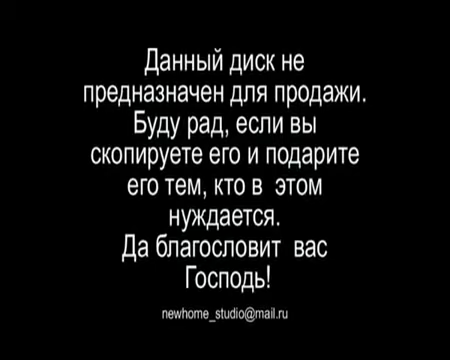 Данный диск не
предназначен для продажи.
Буду рад, если вы
скопируете его и подарите
его тем, кто в  этом
нуждается.
Да благословит  вас
Господь!
newhome_studio@mail.ru